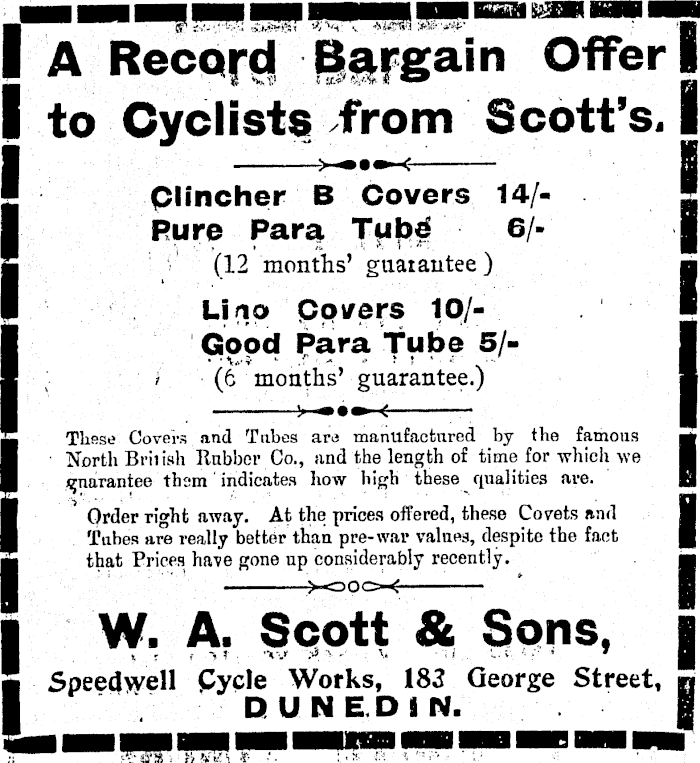 A Record Bargain Offer
to Cyclists from Scott's.
Clincher B Covers 14/-
Pure Para Tube 6/-
(12 months' guarantee)
Lino Covers 10/-
Good Para Tube 5/-
(6 months' guarantee.)
These Covers and Tubes are manufactured by the famous
North British Rubber Co., and the length of time for which we
guarantee them indicates how high these qualities are.
Order right away. At the prices offered, these Covers and
Tubes are really better than pre-war values, despite the fact
that Prices have gone up considerably recently.
W. A. Scott & Sons,
Speedwell Cycle Works, 183 George Street,
DUNEDIN.